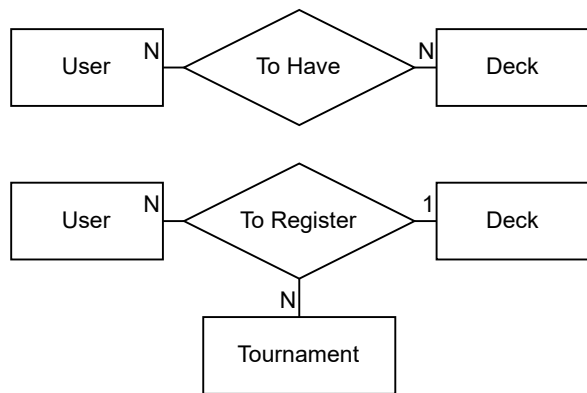 User
N
To Have
N
Deck
User
N
To Register
1
Deck
N
Tournament